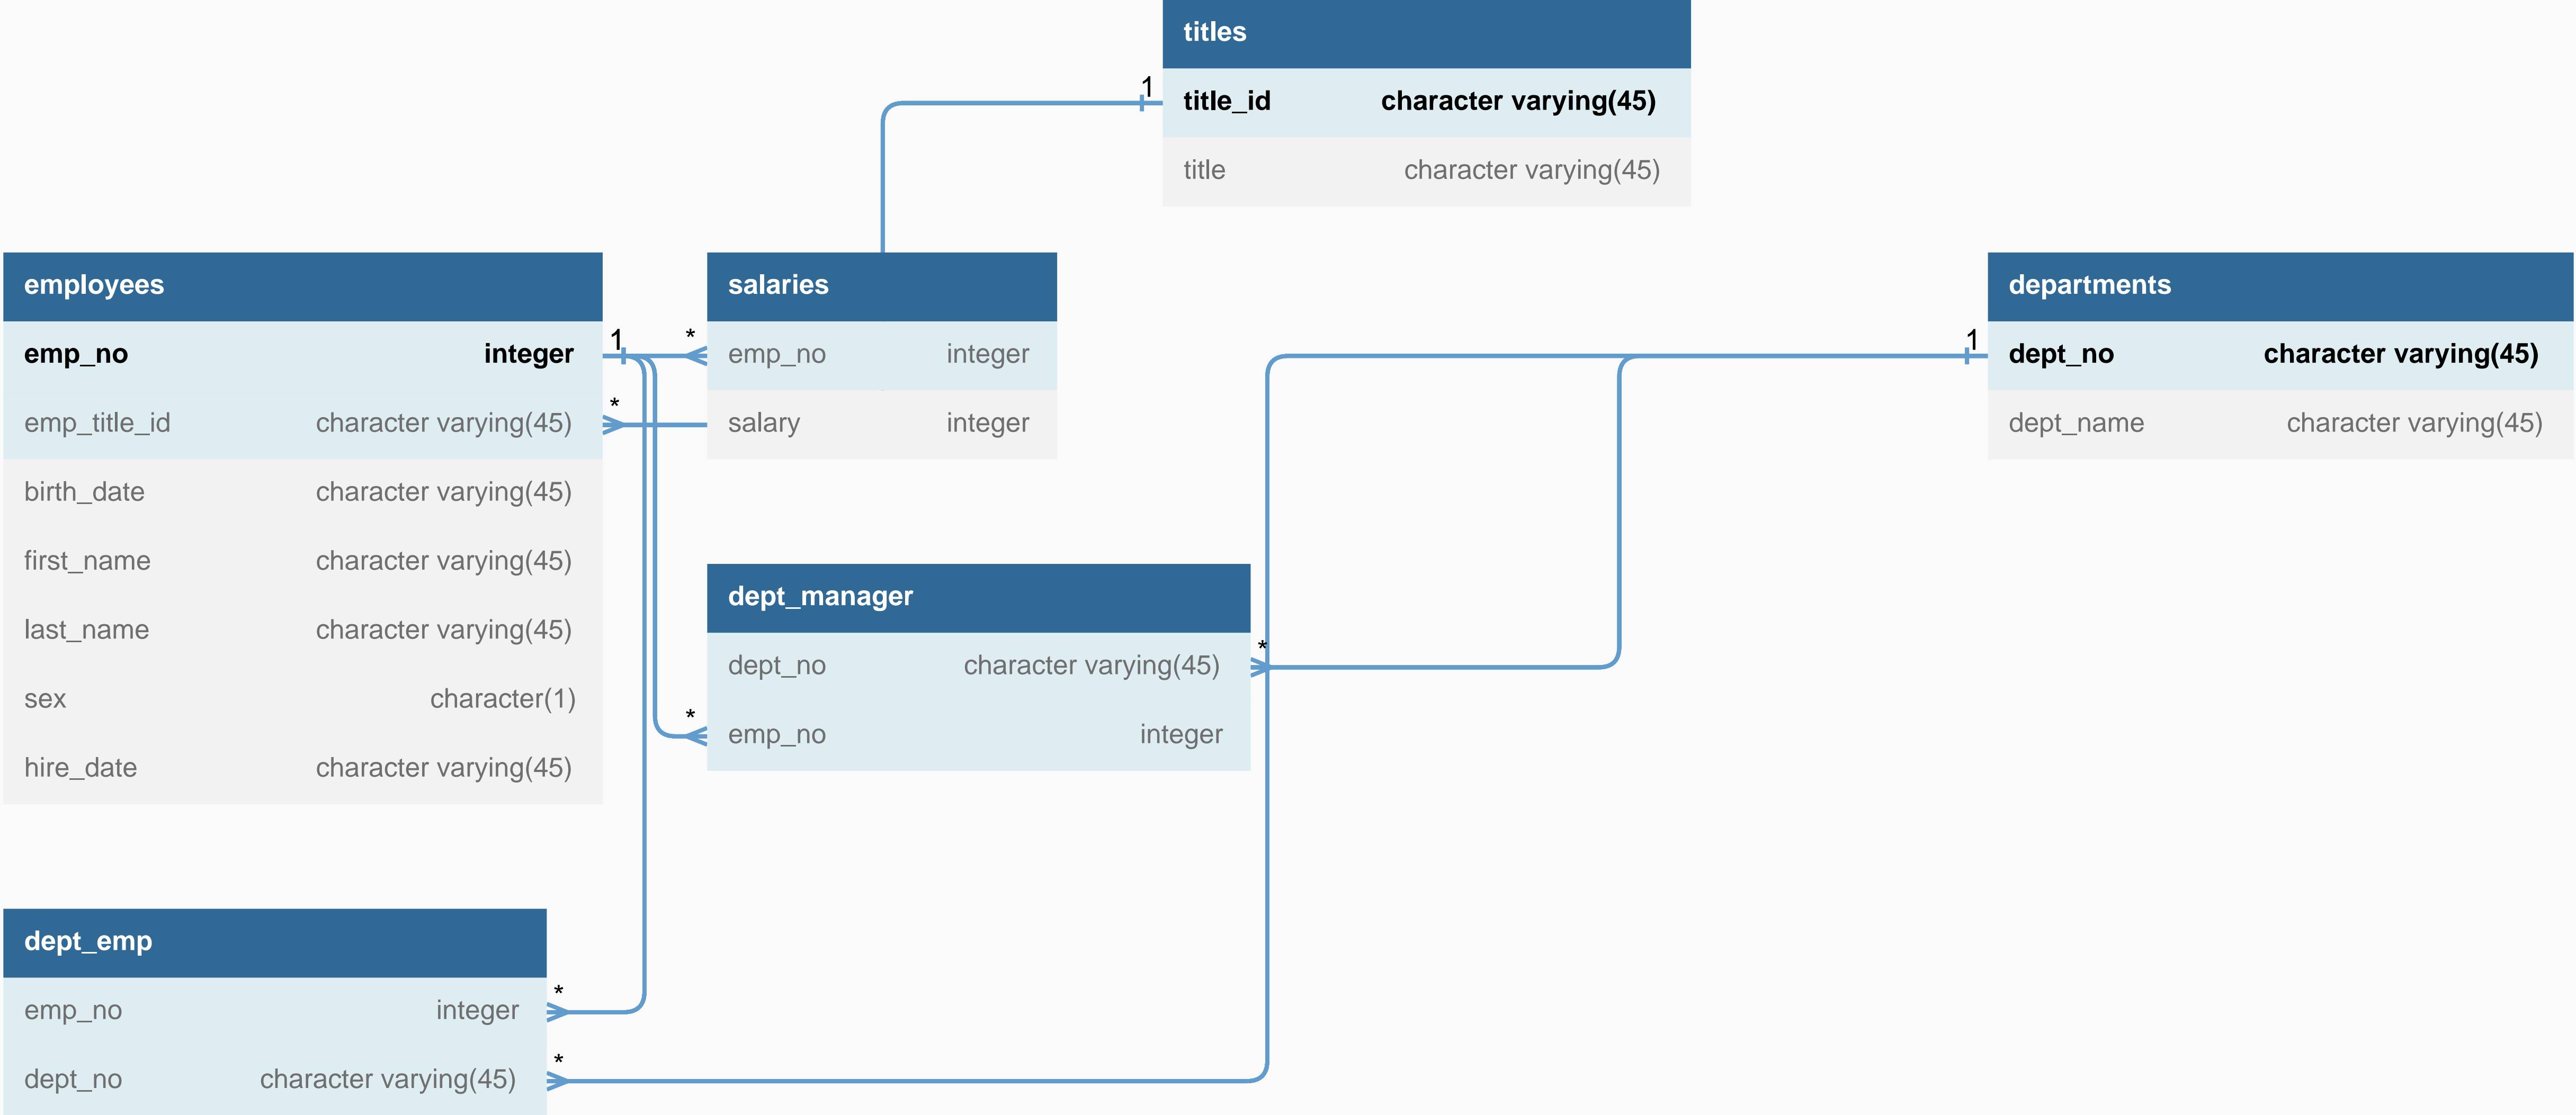 titles
1
title_id character varying(45)
title character varying(45)
employees
emp_no integer
1
emp_title_id character varying(45)
*
birth_date character varying(45)
first_name character varying(45)
last_name character varying(45)
sex character(1)
hire_date character varying(45)
salaries
*
emp_no integer
salary integer
departments
1
dept_no character varying(45)
dept_name character varying(45)
dept_manager
dept_no character varying(45)
*
*
emp_no integer
dept_emp
emp_no integer
*
dept_no character varying(45)
*